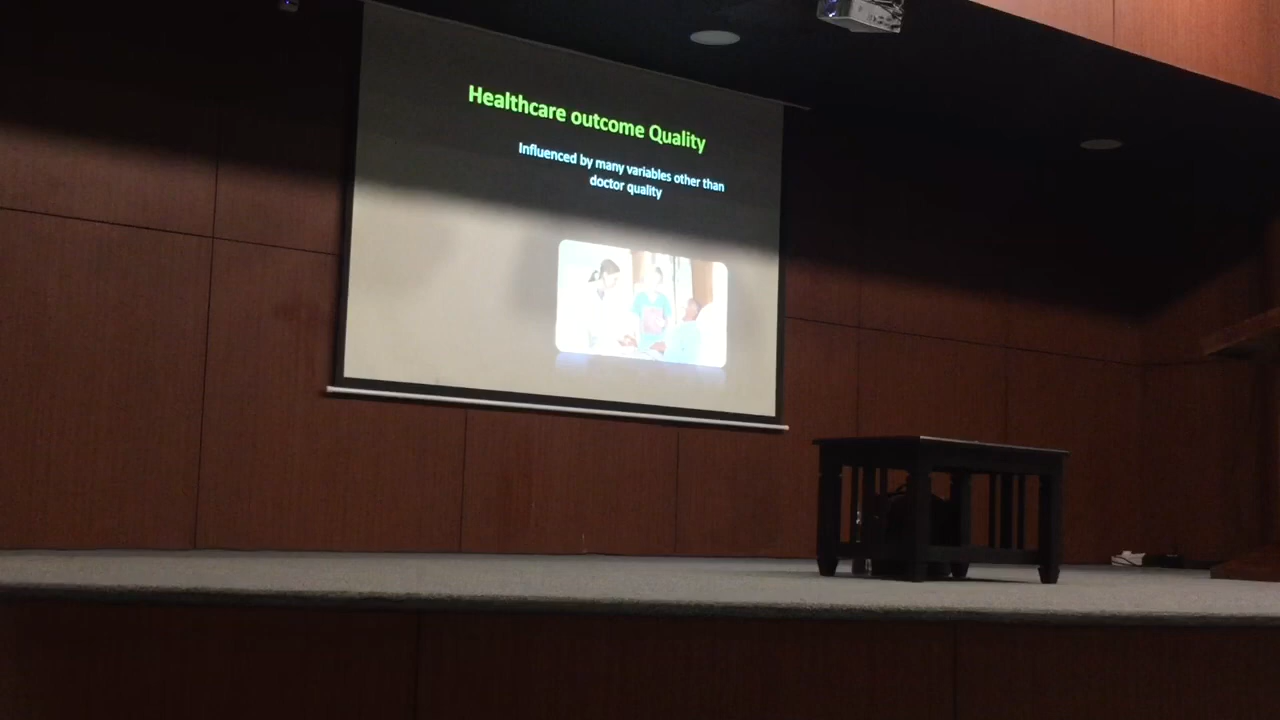 Healthcare outcome Quality
Influenced by many variables other than
doctor quality